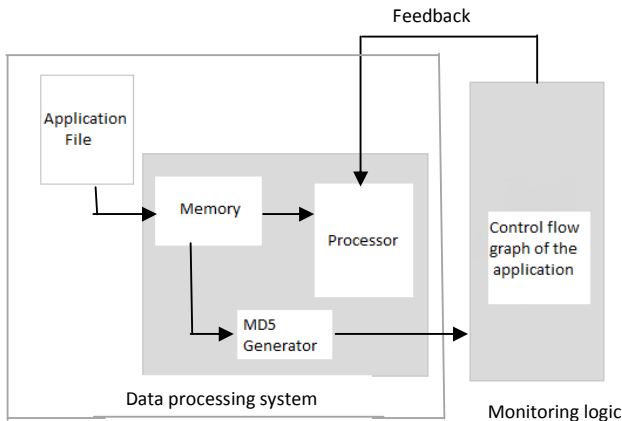 Feedback
Application
File
Memory
Processor
Control flow
graph of the
application
MD5
Generator
Data processing system
Monitoring logic